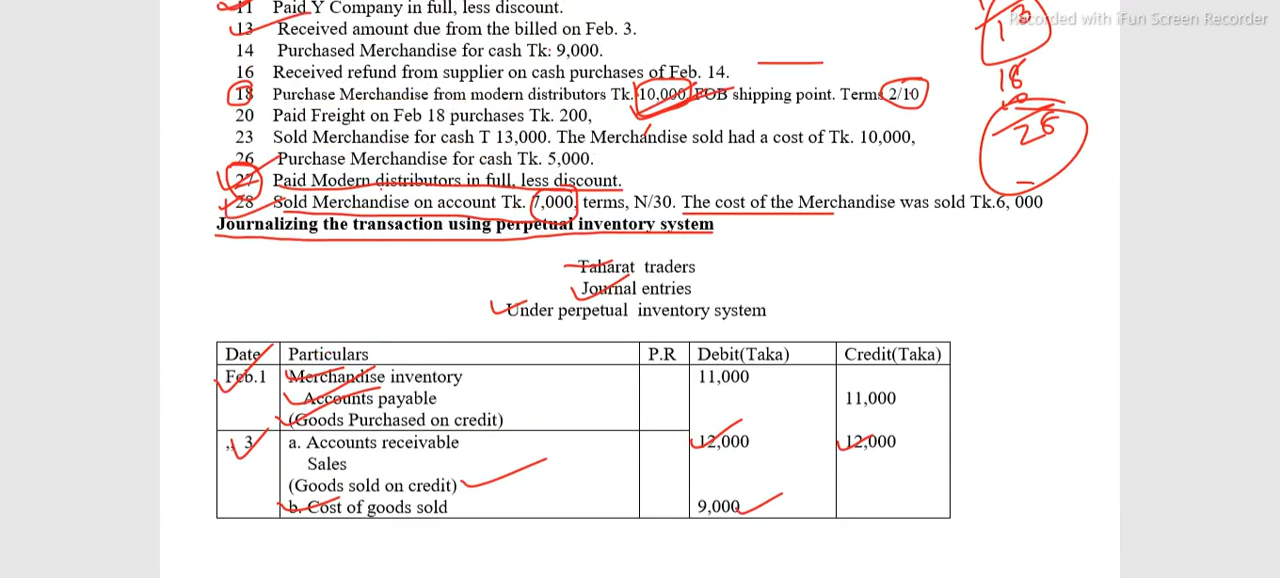 11 Paid Y Company in full, less discount.
13 Received amount due from the billed on Feb. 3.
14 Purchased Merchandise for cash Tk: 9,000.
16 Received refund from supplier on cash purchases of Feb. 14.
18 Purchase Merchandise from modern distributors Tk. 10.000, FOB shipping point. Terms 2/10
20 Paid Freight on Feb 18 purchases Tk. 200,
23 Sold Merchandise for cash T 13,000. The Merchandise sold had a cost of Tk. 10,000,
26 Purchase Merchandise for cash Tk. 5,000.
27 Paid Modern distributors in full, less discount.
28 Sold Merchandise on account Tk. 7,000, terms, N/30. The cost of the Merchandise was sold Tk.6, 000
Journalizing the transaction using perpetual inventory system
Taharat traders
Journal entries
Under perpetual inventory system
Date Particulars P.R Debit(Taka) Credit(Taka)
Feb.1 Merchandise inventory 11,000
Accounts payable 11,000
(Goods Purchased on credit)
,, 3 a. Accounts receivable 12,000 12,000
Sales
(Goods sold on credit)
b. Cost of goods sold 9,000
Recorded with iFun Screen Recorder
13
18
28